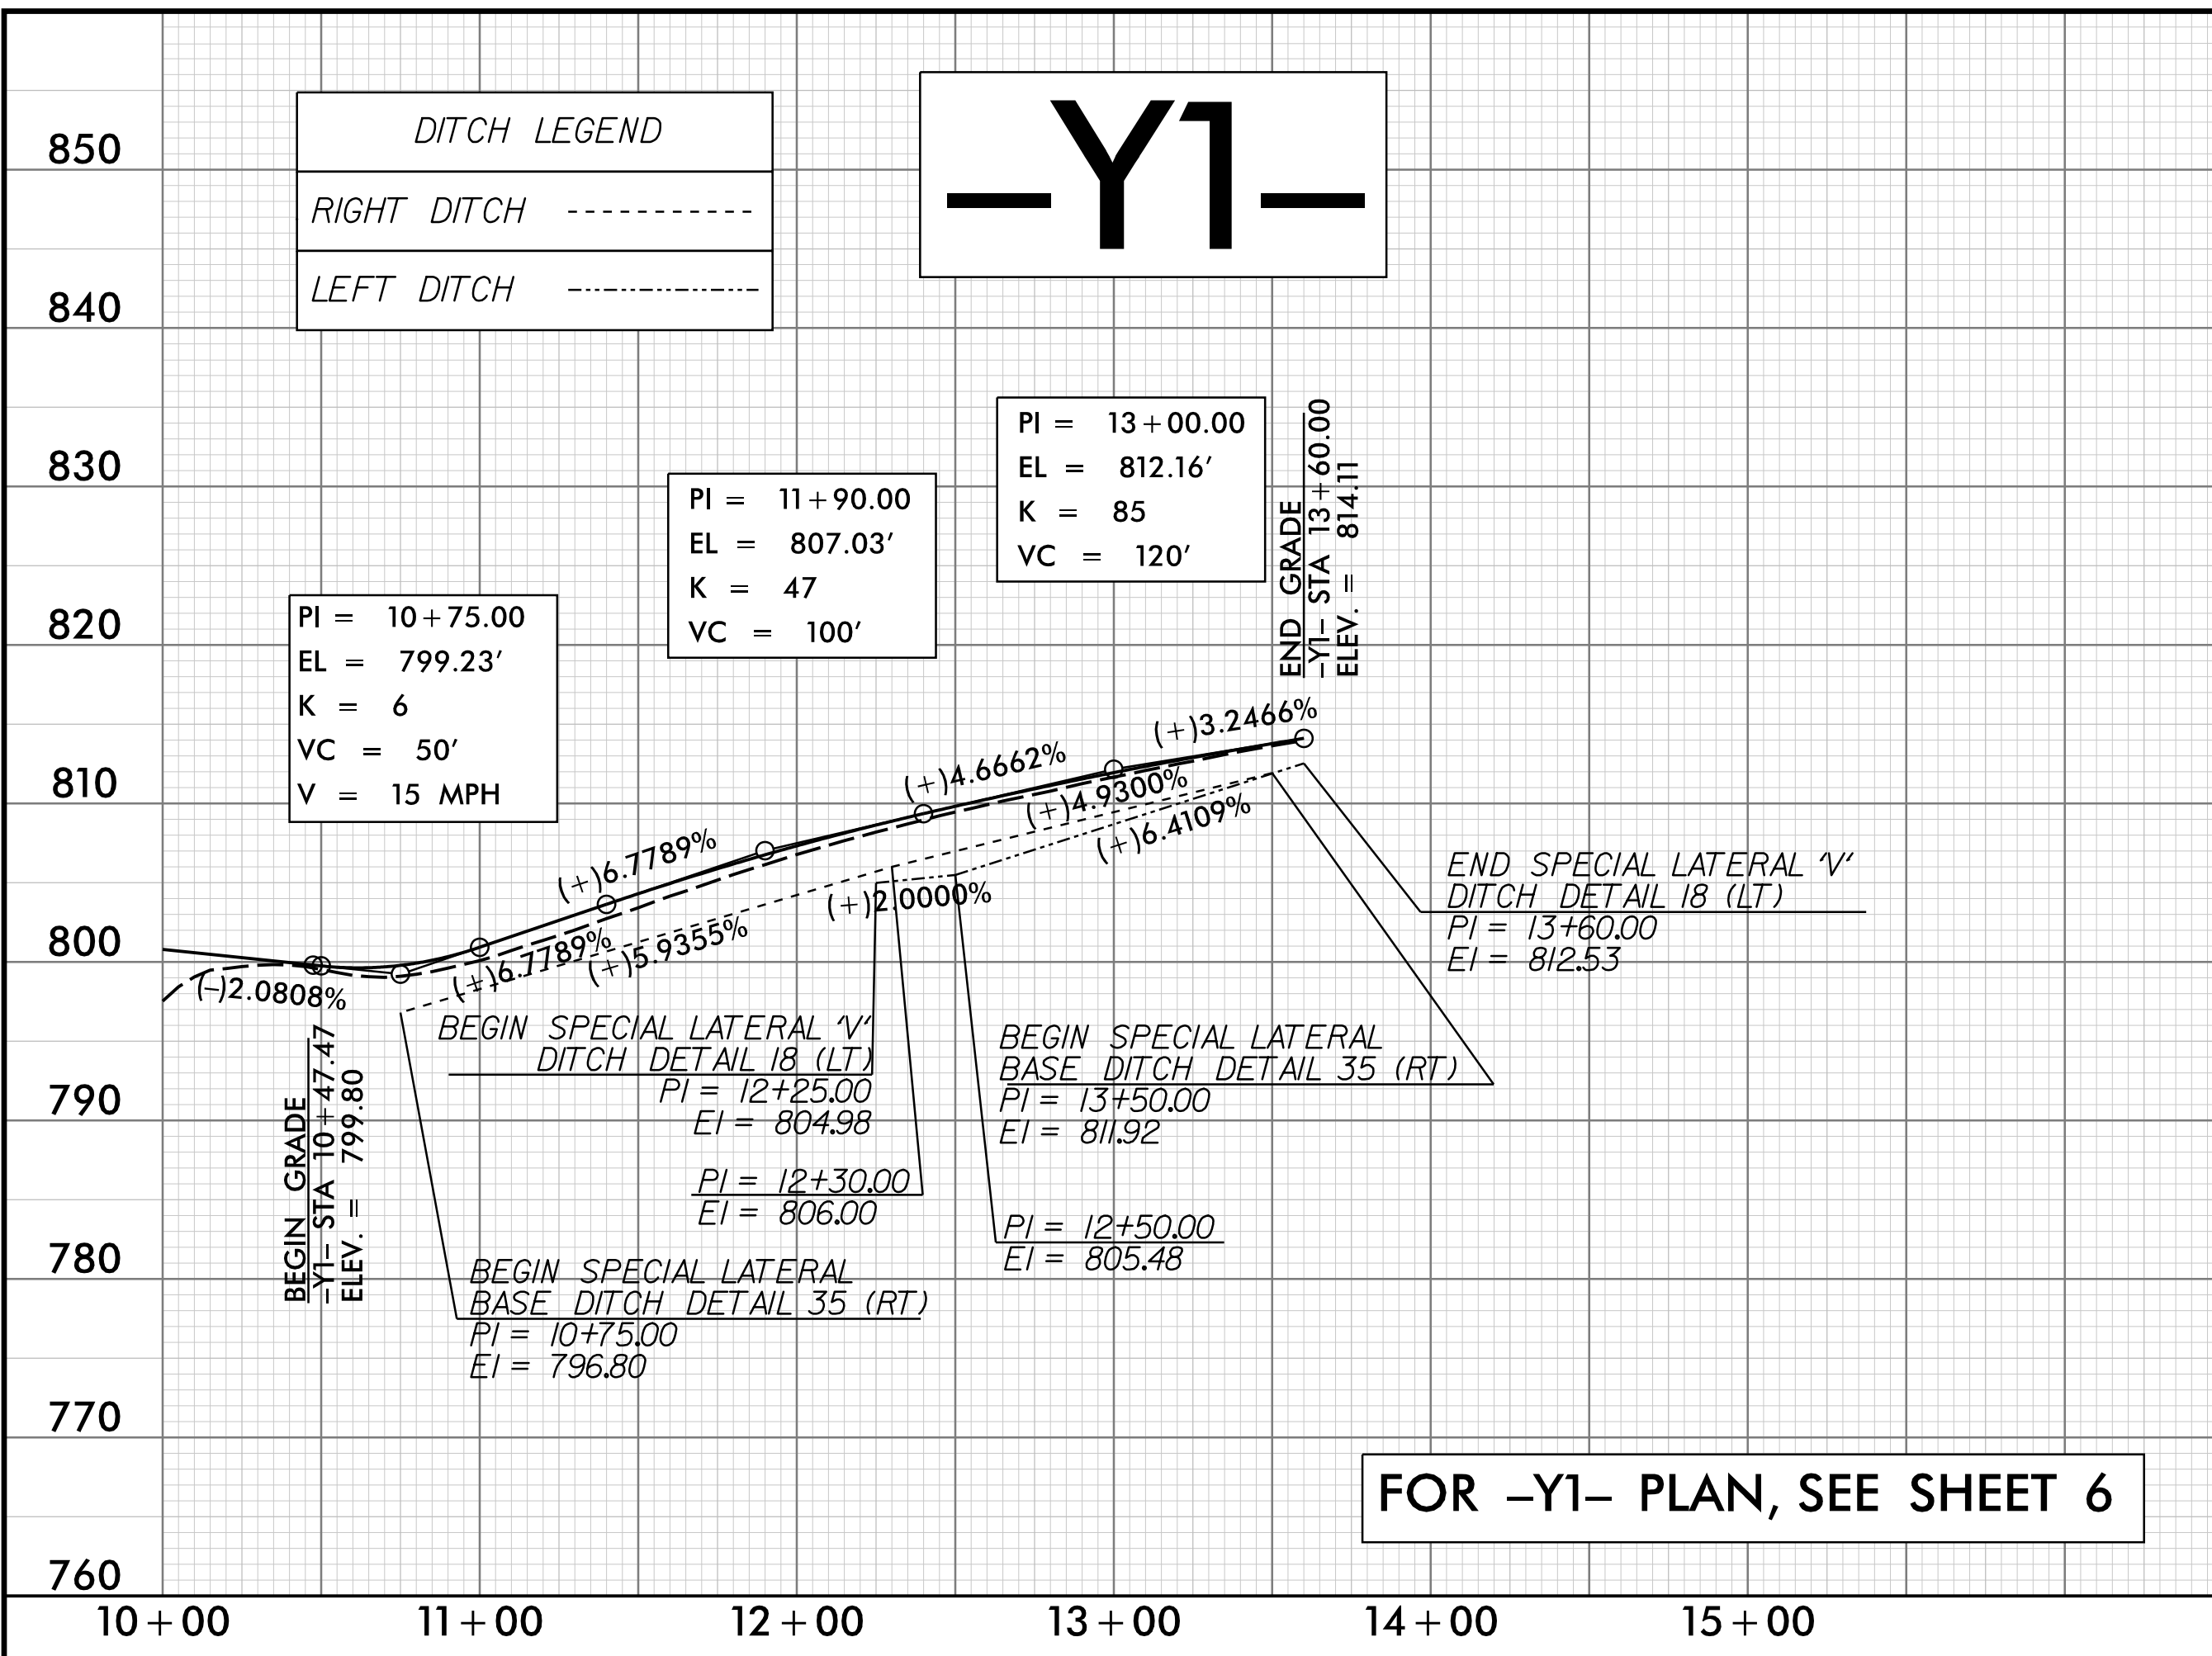 –Y1–
DITCH LEGEND
RIGHT DITCH
LEFT DITCH
850
840
830
820
810
800
790
780
770
760
PI = 10+75.00
EL = 799.23'
K = 6
VC = 50'
V = 15 MPH
PI = 11+90.00
EL = 807.03'
K = 47
VC = 100'
PI = 13+00.00
EL = 812.16'
K = 85
VC = 120'
END GRADE
–Y1– STA 13+60.00
ELEV. = 814.11
(–)2.0808%
(+)6.7789%
(+)4.6662%
(+)3.2466%
(+)6.7789%
(+)5.9355%
(+)2.0000%
(+)4.9300%
(+)6.4109%
BEGIN GRADE
–Y1– STA 10+47.47
ELEV. = 799.80
BEGIN SPECIAL LATERAL 'V'
DITCH DETAIL 18 (LT)
PI = 12+25.00
El = 804.98
PI = 12+30.00
El = 806.00
BEGIN SPECIAL LATERAL
BASE DITCH DETAIL 35 (RT)
PI = 10+75.00
El = 796.80
BEGIN SPECIAL LATERAL
BASE DITCH DETAIL 35 (RT)
PI = 13+50.00
El = 811.92
PI = 12+50.00
El = 805.48
END SPECIAL LATERAL 'V'
DITCH DETAIL 18 (LT)
PI = 13+60.00
El = 812.53
FOR –Y1– PLAN, SEE SHEET 6
10+00 11+00 12+00 13+00 14+00 15+00